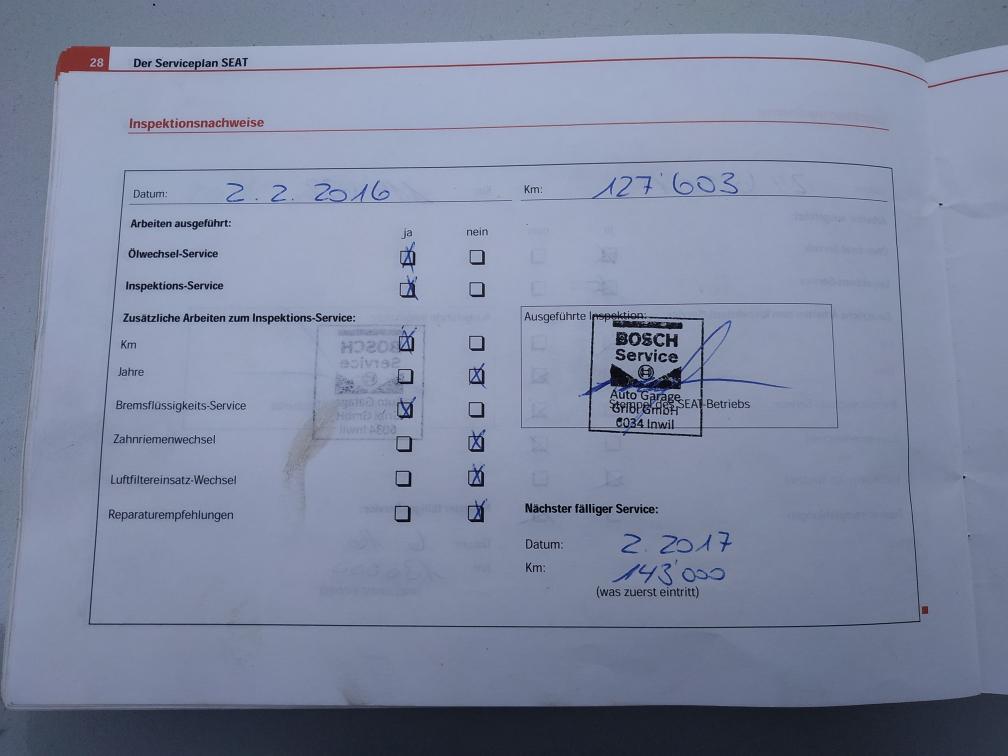 28 Der Serviceplan SEAT
Inspektionsnachweise
Datum: 2. 2. 2016 Km: 127'603
Arbeiten ausgeführt:
ja nein
Ölwechsel-Service
Inspektions-Service
Zusätzliche Arbeiten zum Inspektions-Service:
Km
Jahre
Bremsflüssigkeits-Service
Zahnriemenwechsel
Luftfiltereinsatz-Wechsel
Reparaturempfehlungen
Ausgeführte Inspektion:
BOSCH
Service
Auto Garage
Stempel des SEAT-Betriebs
GmbH
6034 Inwil
Nächster fälliger Service:
Datum: 2. 2017
Km: 143'000
(was zuerst eintritt)